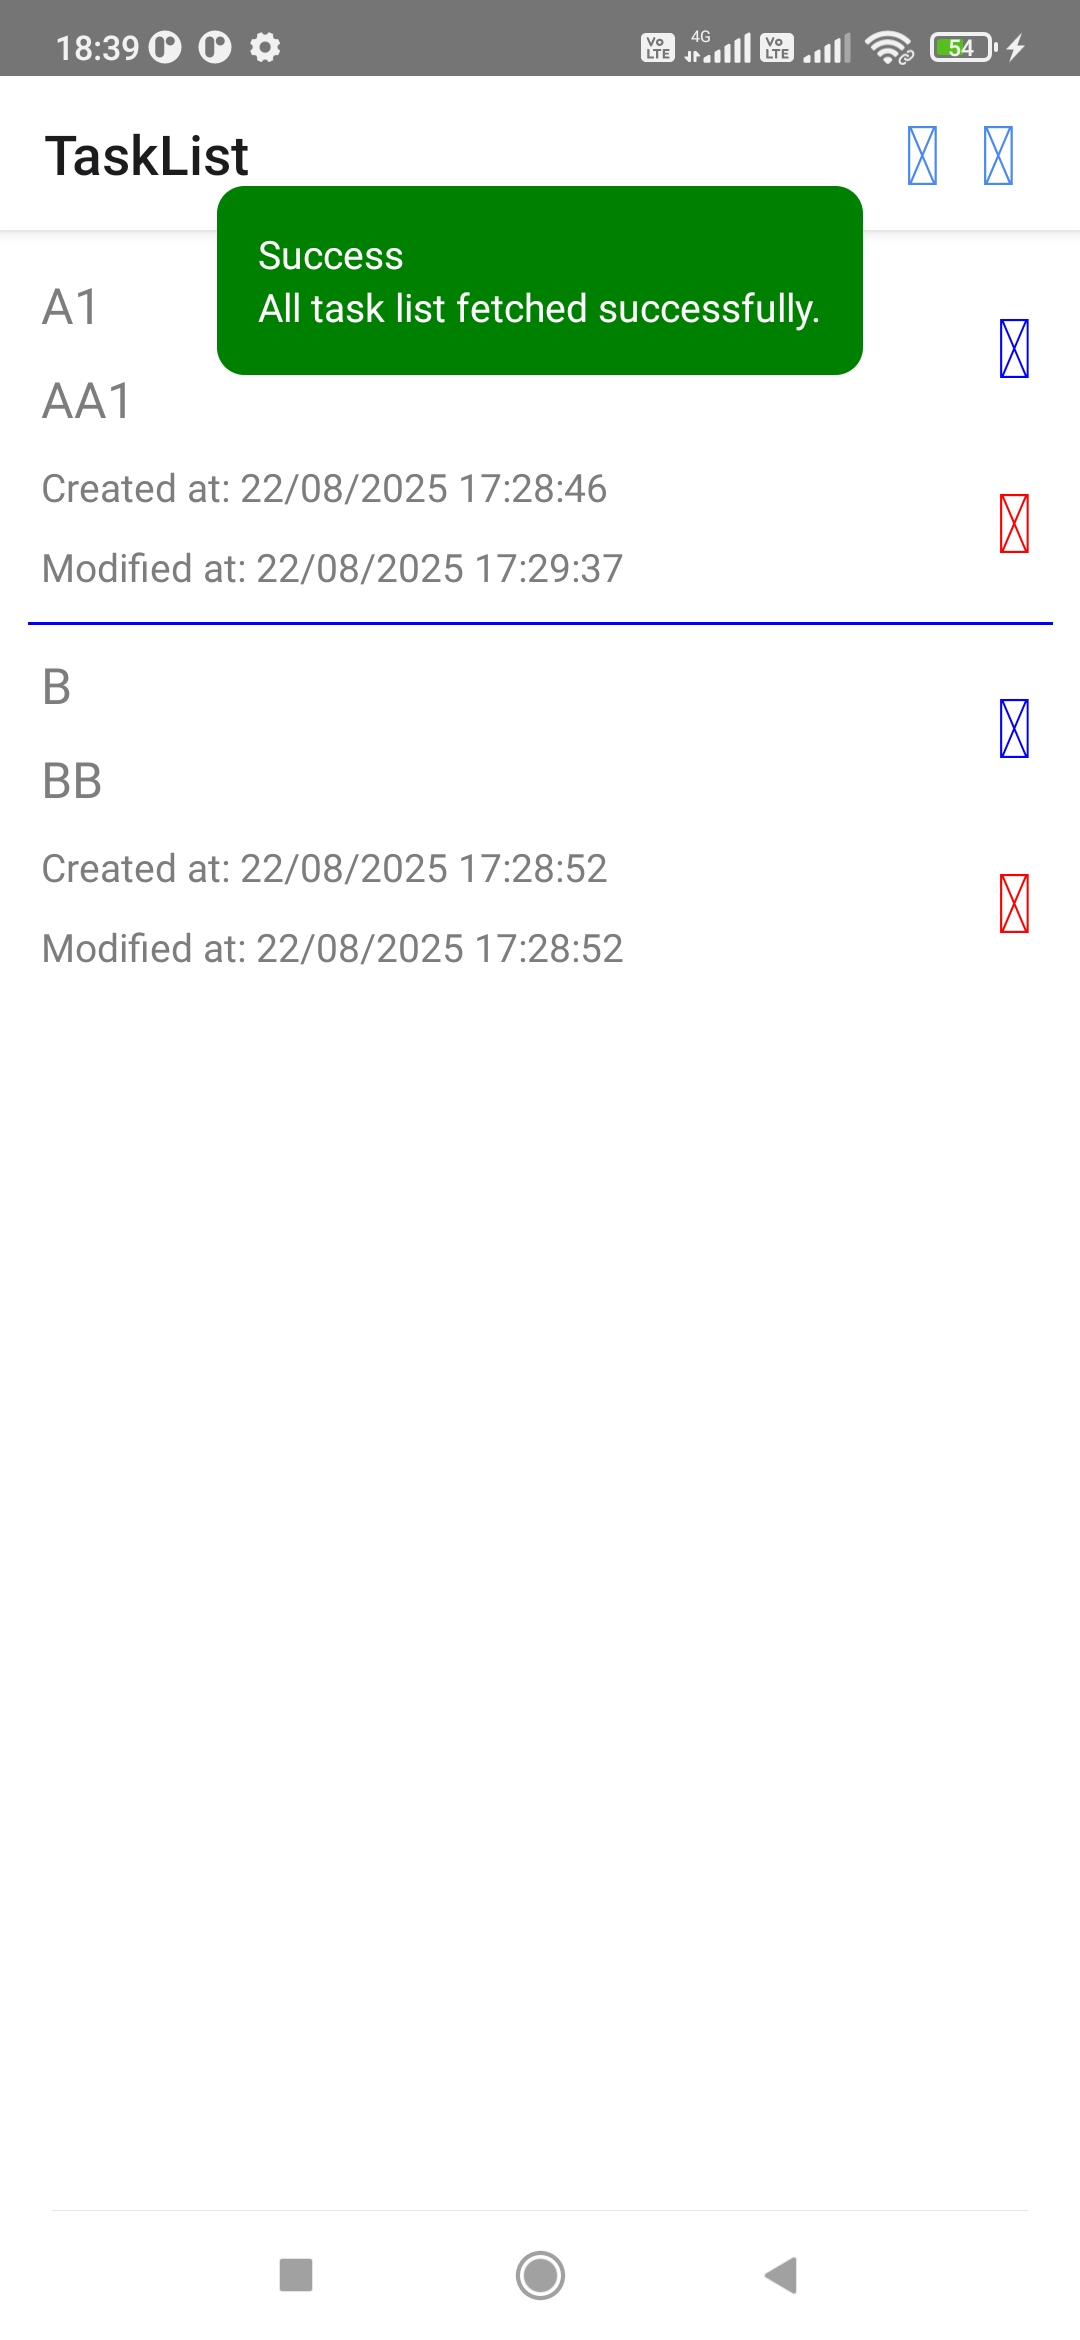 18:39
Vo LTE 4G Vo LTE 54
TaskList
Success
All task list fetched successfully.
A1
AA1
Created at: 22/08/2025 17:28:46
Modified at: 22/08/2025 17:29:37
B
BB
Created at: 22/08/2025 17:28:52
Modified at: 22/08/2025 17:28:52